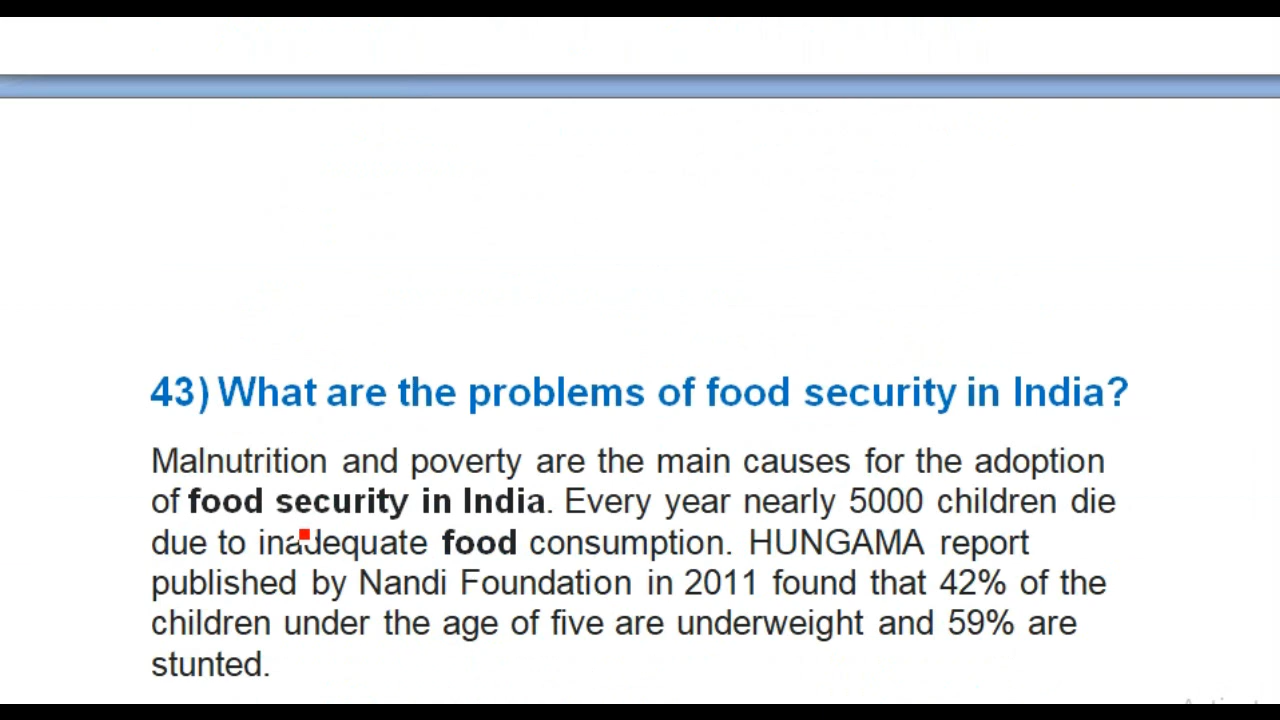 43) What are the problems of food security in India?
Malnutrition and poverty are the main causes for the adoption
of food security in India. Every year nearly 5000 children die
due to inadequate food consumption. HUNGAMA report
published by Nandi Foundation in 2011 found that 42% of the
children under the age of five are underweight and 59% are
stunted.